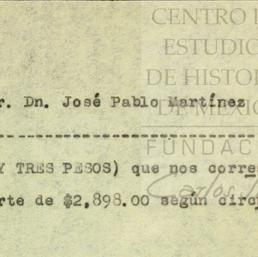 CENTRO
ESTUDIO
DE HISTOR
DE MEXIC
FUNDAC
Carlos
r. Dn. José Pablo Martínez
Y TRES PESOS) que nos corre
rte de $2,898.00 según circ